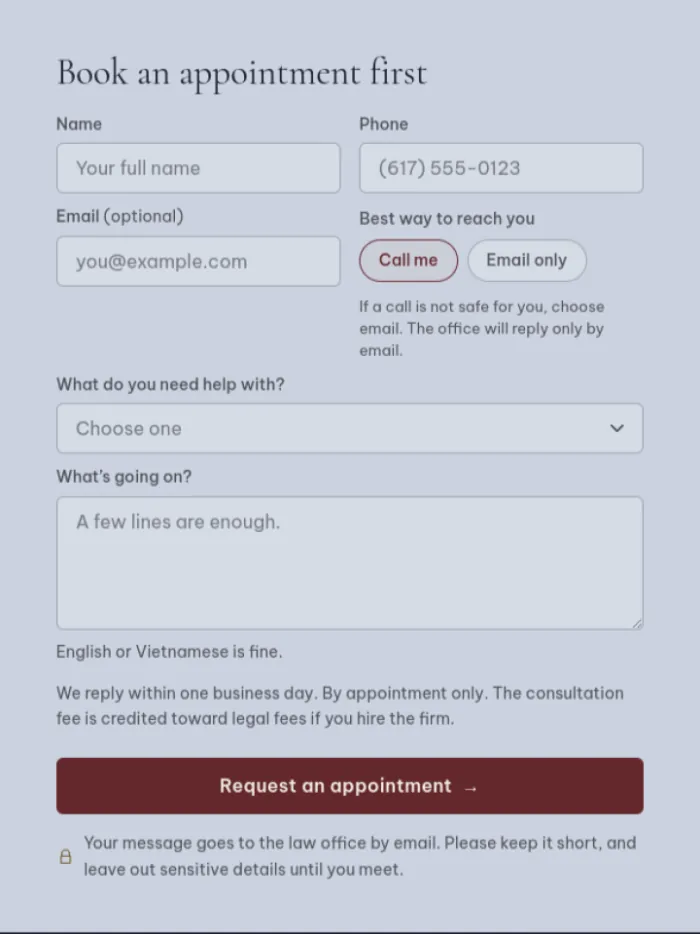 Book an appointment first
Name
Phone
Your full name
(617) 555-0123
Email (optional)
Best way to reach you
you@example.com
Call me
Email only
If a call is not safe for you, choose
email. The office will reply only by
email.
What do you need help with?
Choose one
What's going on?
A few lines are enough.
English or Vietnamese is fine.
We reply within one business day. By appointment only. The consultation
fee is credited toward legal fees if you hire the firm.
Request an appointment →
Your message goes to the law office by email. Please keep it short, and
leave out sensitive details until you meet.